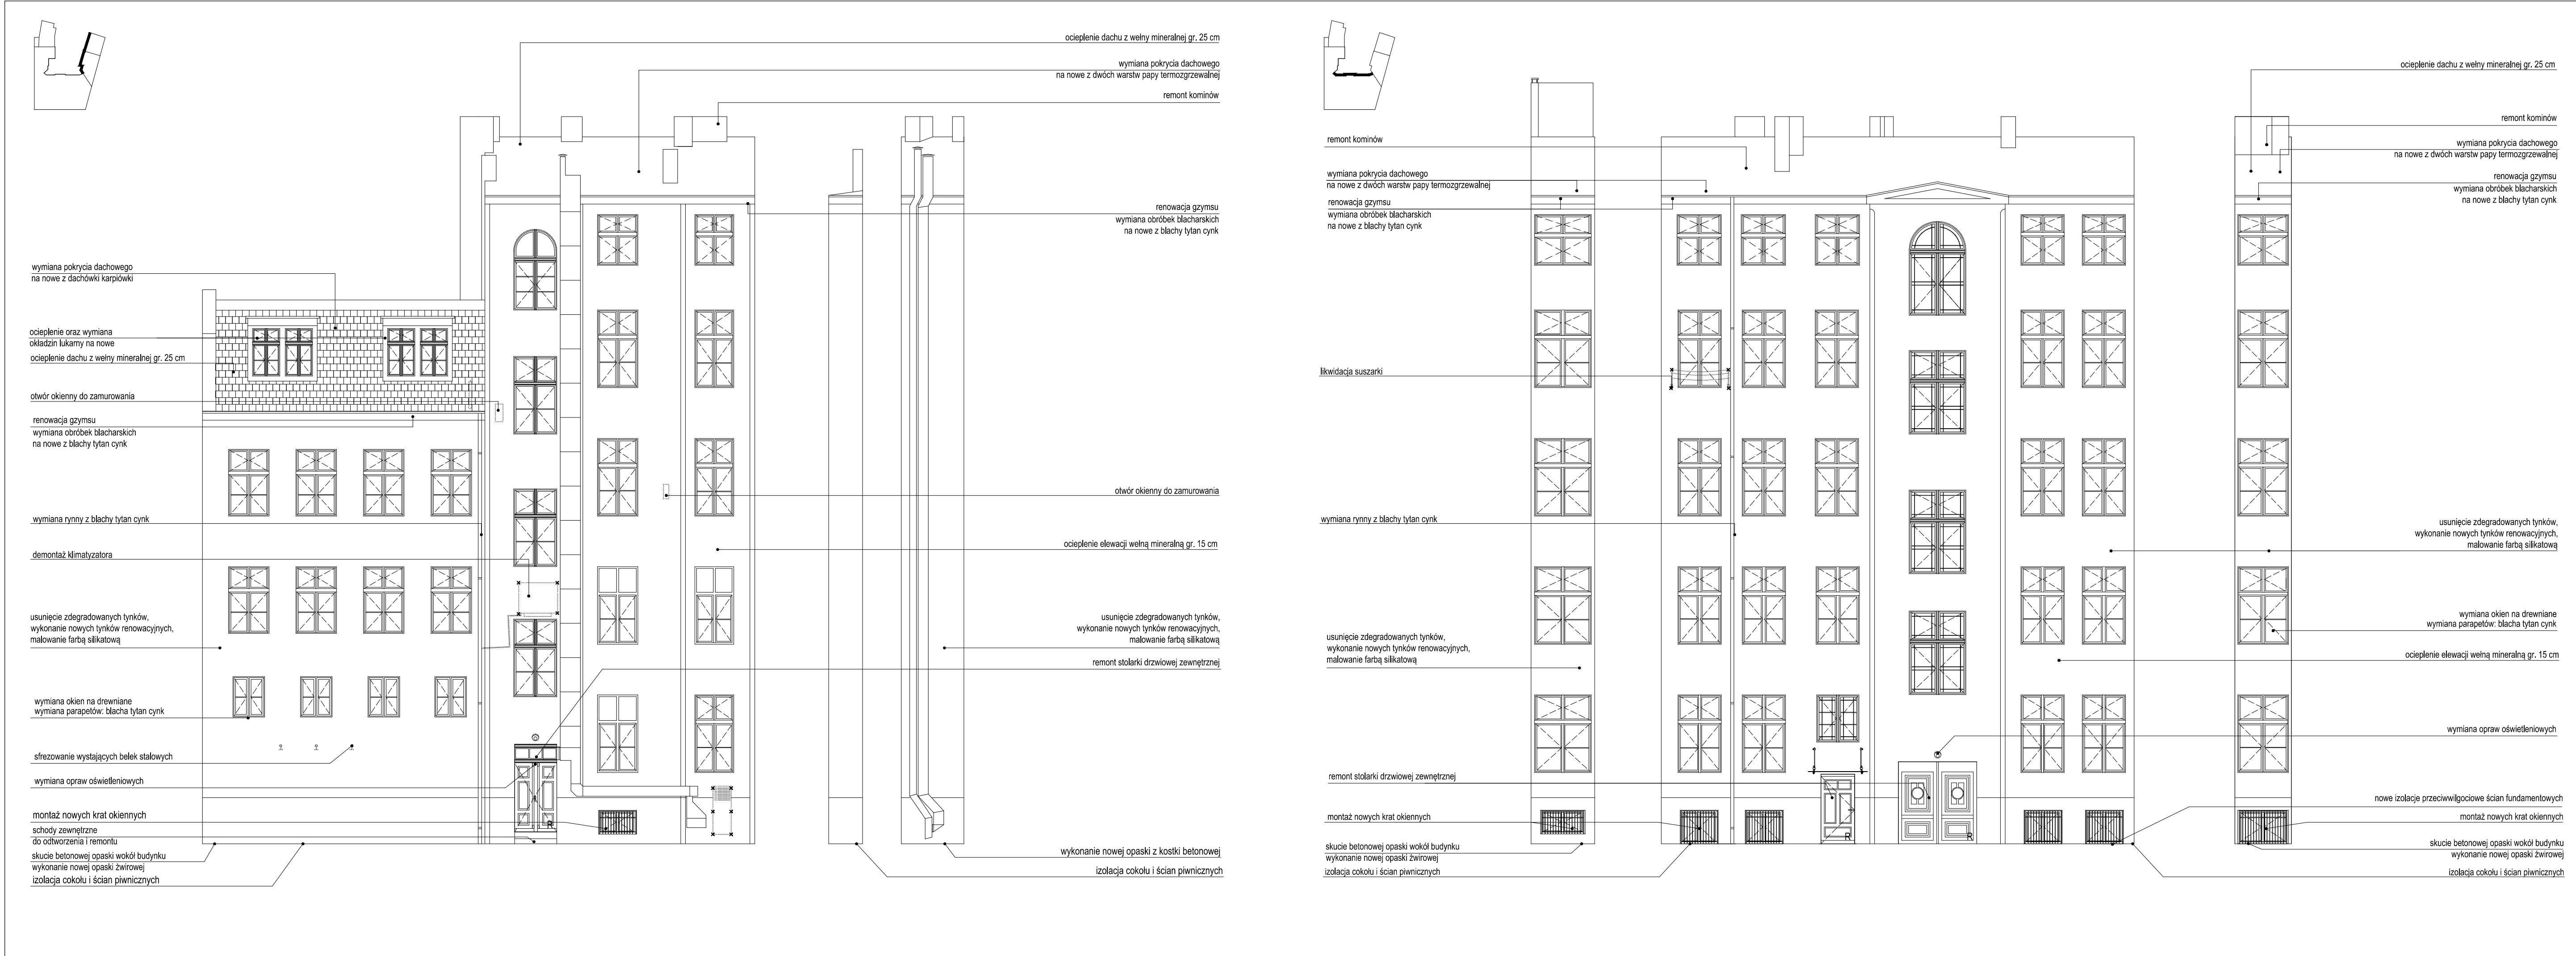 ocieplenie dachu z wełny mineralnej gr. 25 cm
wymiana pokrycia dachowego
na nowe z dwóch warstw papy termozgrzewalnej
remont kominów
renowacja gzymsu
wymiana obróbek blacharskich
na nowe z blachy tytan cynk
wymiana pokrycia dachowego
na nowe z dachówki karpiówki
ocieplenie oraz wymiana
okładzin lukarny na nowe
ocieplenie dachu z wełny mineralnej gr. 25 cm
otwór okienny do zamurowania
renowacja gzymsu
wymiana obróbek blacharskich
na nowe z blachy tytan cynk
wymiana rynny z blachy tytan cynk
demontaż klimatyzatora
usunięcie zdegradowanych tynków,
wykonanie nowych tynków renowacyjnych,
malowanie farbą silikatową
wymiana okien na drewniane
wymiana parapetów: blacha tytan cynk
sfrezowanie wystających belek stalowych
wymiana opraw oświetleniowych
montaż nowych krat okiennych
schody zewnętrzne
do odtworzenia i remontu
skucie betonowej opaski wokół budynku
wykonanie nowej opaski żwirowej
izolacja cokołu i ścian piwnicznych
R
otwór okienny do zamurowania
ocieplenie elewacji wełną mineralną gr. 15 cm
usunięcie zdegradowanych tynków,
wykonanie nowych tynków renowacyjnych,
malowanie farbą silikatową
remont stolarki drzwiowej zewnętrznej
wykonanie nowej opaski z kostki betonowej
izolacja cokołu i ścian piwnicznych
remont kominów
wymiana pokrycia dachowego
na nowe z dwóch warstw papy termozgrzewalnej
renowacja gzymsu
wymiana obróbek blacharskich
na nowe z blachy tytan cynk
likwidacja suszarki
wymiana rynny z blachy tytan cynk
usunięcie zdegradowanych tynków,
wykonanie nowych tynków renowacyjnych,
malowanie farbą silikatową
remont stolarki drzwiowej zewnętrznej
montaż nowych krat okiennych
skucie betonowej opaski wokół budynku
wykonanie nowej opaski żwirowej
izolacja cokołu i ścian piwnicznych
R
R
ocieplenie dachu z wełny mineralnej gr. 25 cm
remont kominów
wymiana pokrycia dachowego
na nowe z dwóch warstw papy termozgrzewalnej
renowacja gzymsu
wymiana obróbek blacharskich
na nowe z blachy tytan cynk
usunięcie zdegradowanych tynków,
wykonanie nowych tynków renowacyjnych,
malowanie farbą silikatową
wymiana okien na drewniane
wymiana parapetów: blacha tytan cynk
ocieplenie elewacji wełną mineralną gr. 15 cm
wymiana opraw oświetleniowych
nowe izolacje przeciwwilgociowe ścian fundamentowych
montaż nowych krat okiennych
skucie betonowej opaski wokół budynku
wykonanie nowej opaski żwirowej
izolacja cokołu i ścian piwnicznych